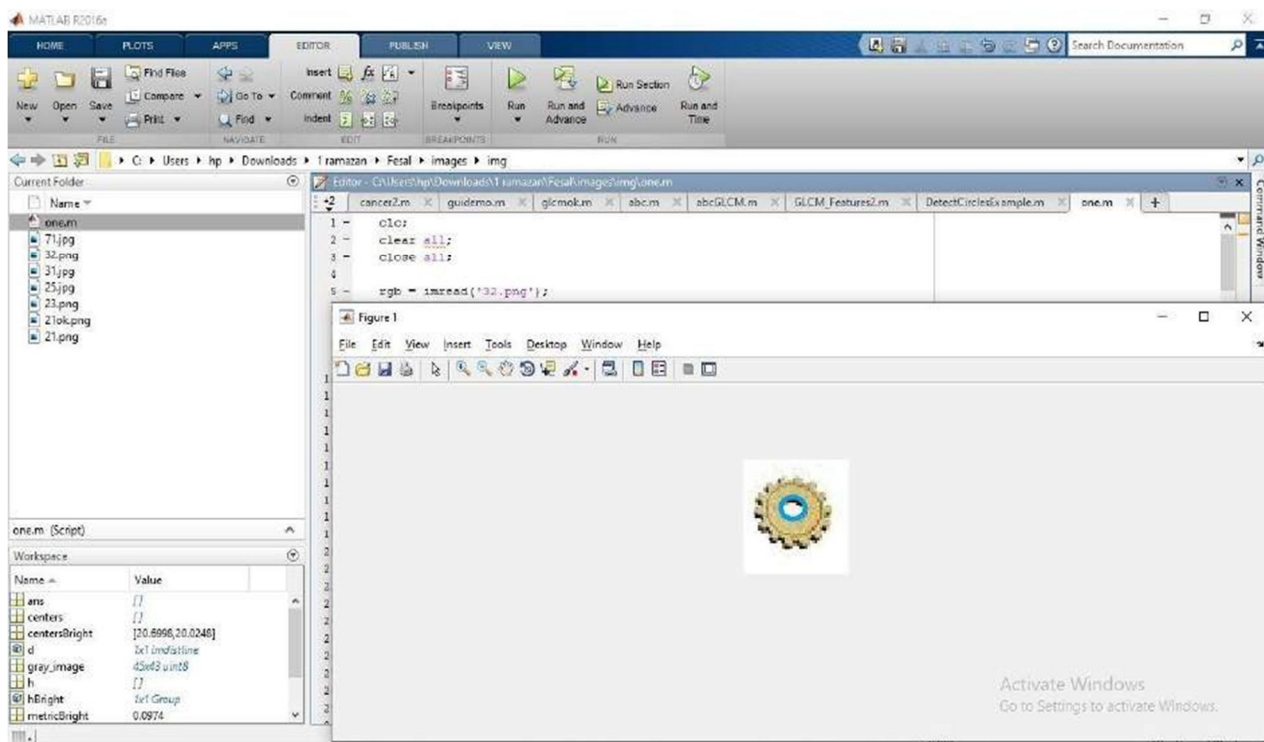 MATLAB R2016a
HOME PLOTS APPS EDITOR PUBLISH VIEW Search Documentation
New Open Save Find Files Compare Print Go To Find Insert Comment Indent fx Breakpoints Run Run and Advance Run Section Advance Run and Time
FILE NAVIGATE EDIT BREAKPOINTS RUN
C: Users hp Downloads 1 ramazan Fesal images img
Current Folder
Name
one.m
71.jpg
32.png
31.jpg
25.jpg
23.png
21ok.png
21.png
one.m (Script)
Workspace
Name Value
ans []
centers []
centersBright [20.6998,20.0248]
d 1x1 imdistline
gray_image 45x43 uint8
h []
hBright 1x1 Group
metricBright 0.0974
Editor - C:\Users\hp\Downloads\1 ramazan\Fesal\images\img\one.m
+2 cancer2.m guidemo.m glcmok.m abc.m abcGLCM.m GLCM_Features2.m DetectCirclesExample.m one.m +
1 - clc;
2 - clear all;
3 - close all;
4
5 - rgb = imread('32.png');
Command Window
Figure 1
File Edit View Insert Tools Desktop Window Help
Activate Windows
Go to Settings to activate Windows.